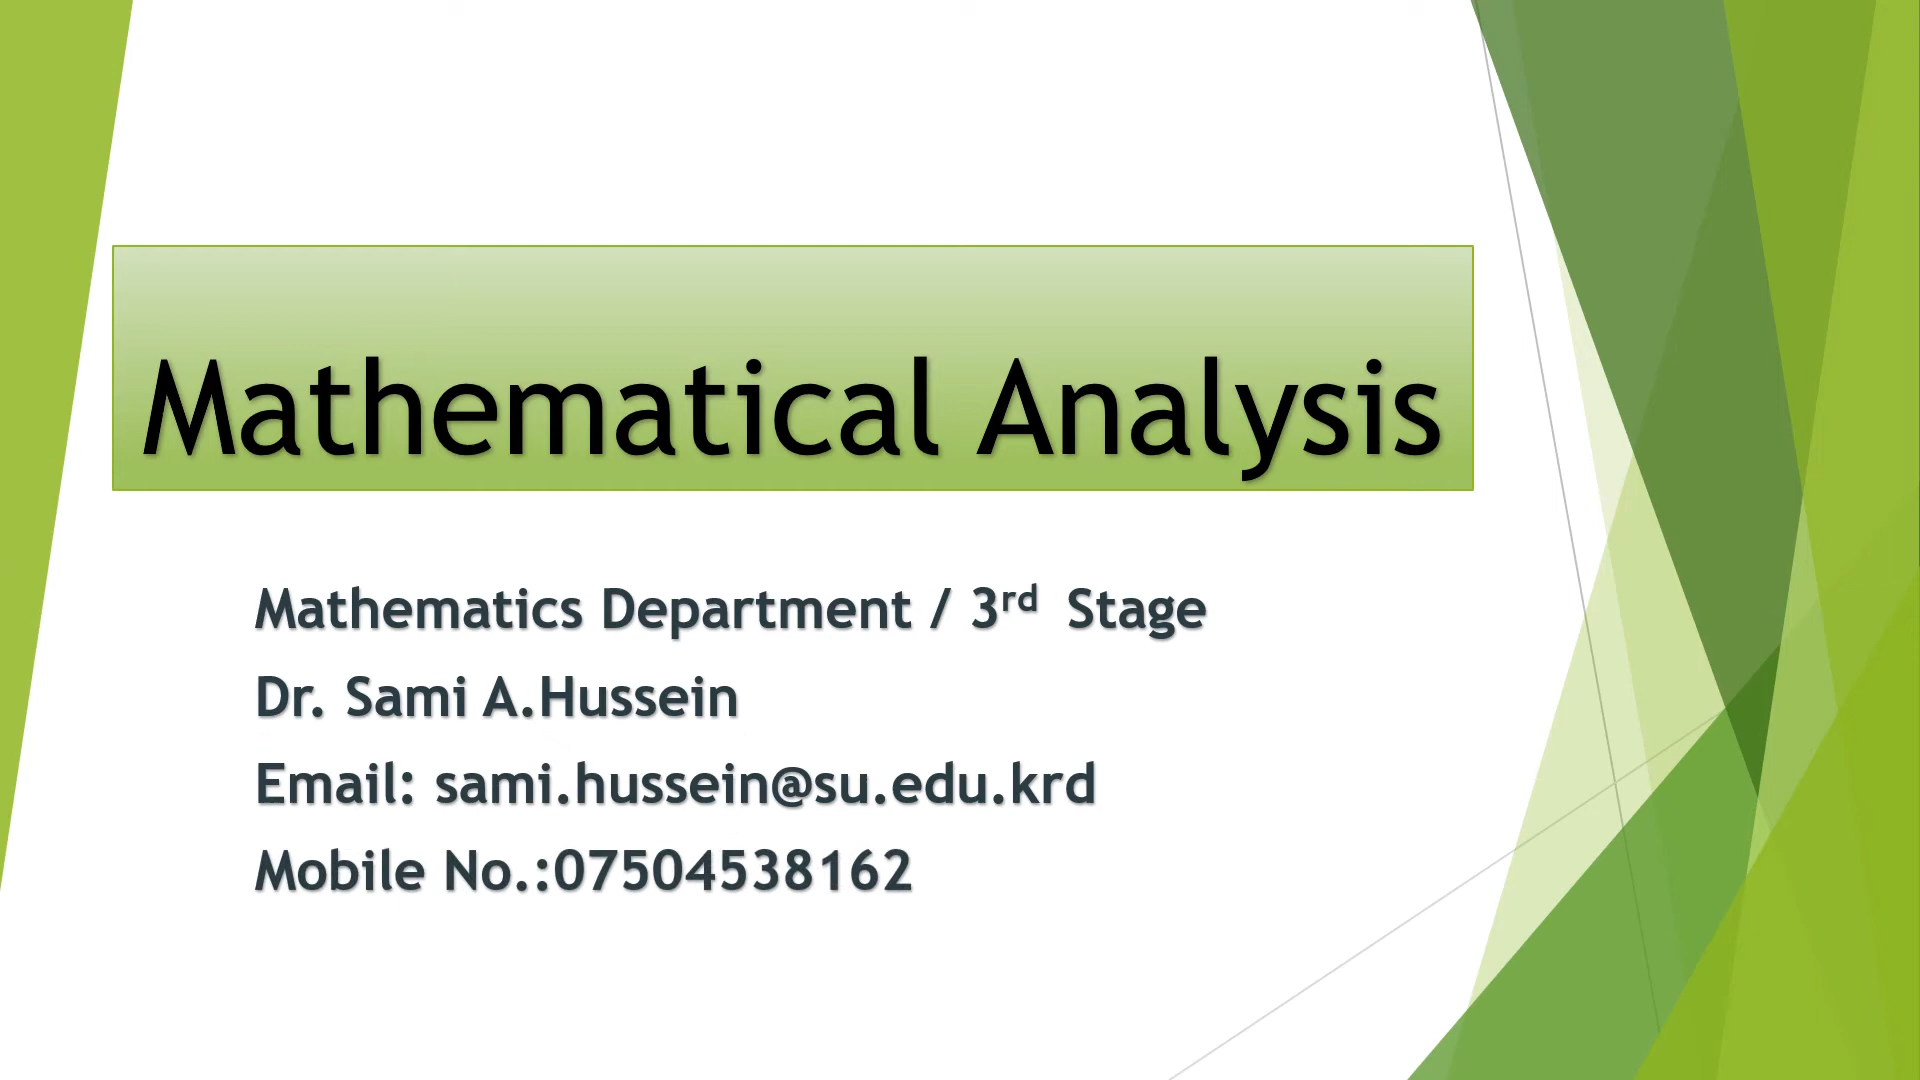 Mathematical Analysis
Mathematics Department / 3rd Stage
Dr. Sami A.Hussein
Email: sami.hussein@su.edu.krd
Mobile No.:07504538162